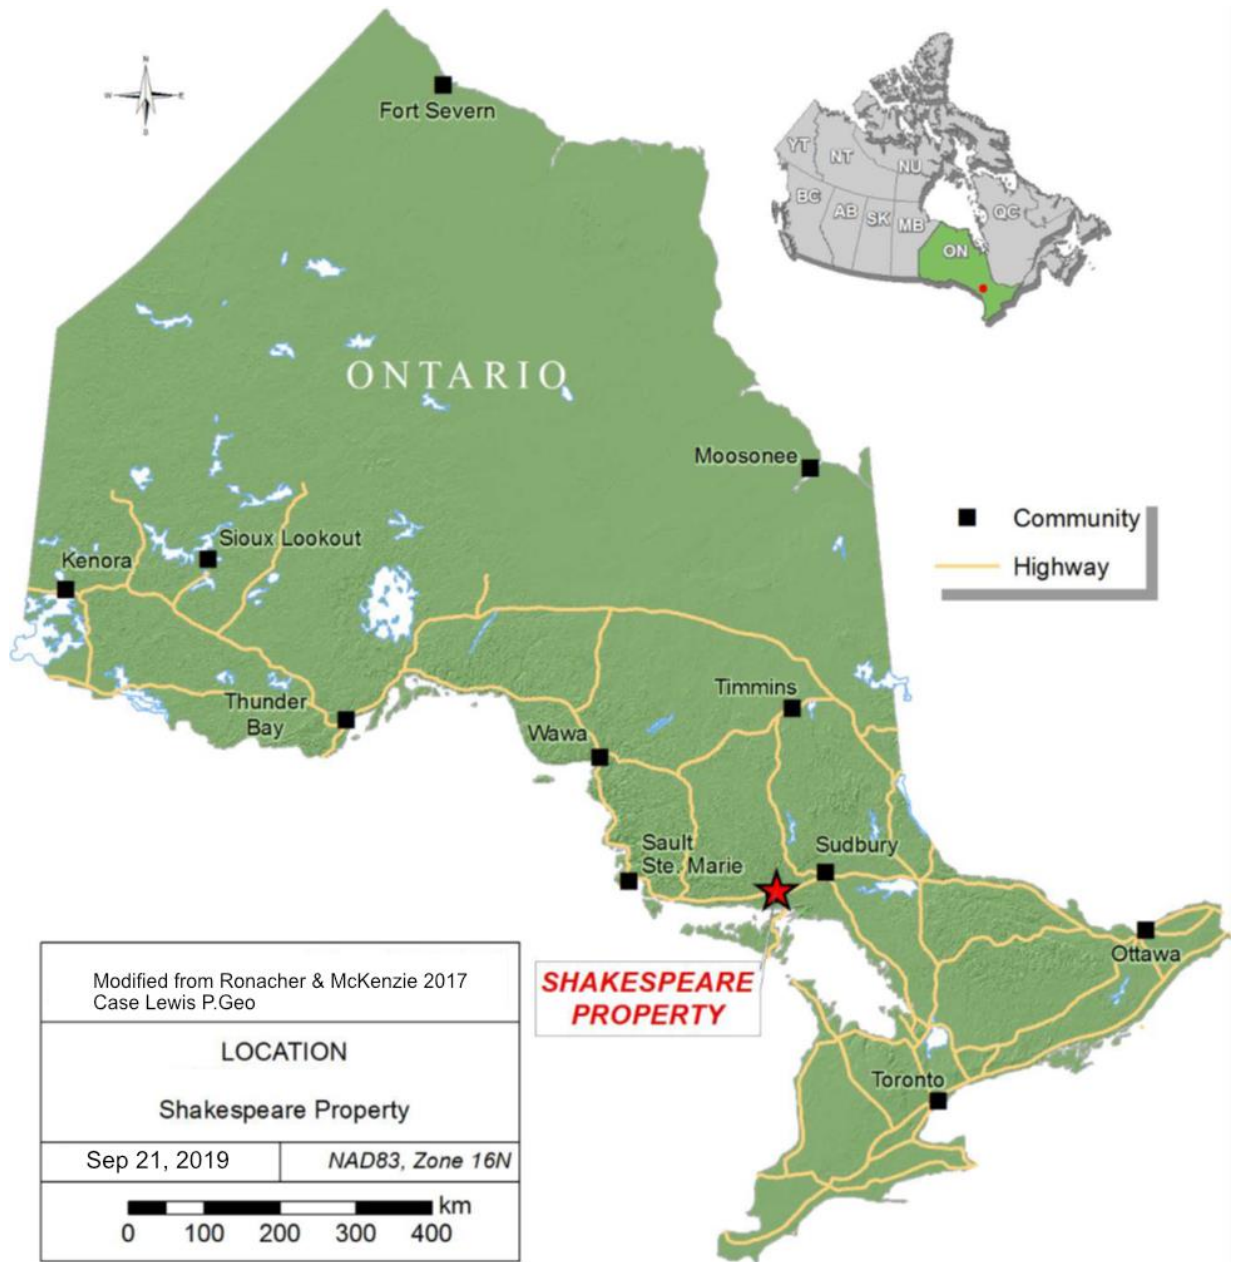 N
W
E
S
Fort Severn
YT
NT
NU
BC
AB
SK
MB
ON
QC
ONTARIO
Moosonee
Community
Highway
Sioux Lookout
Kenora
Thunder
Bay
Timmins
Wawa
Sault
Ste. Marie
Sudbury
Ottawa
SHAKESPEARE
PROPERTY
Toronto
Modified from Ronacher & McKenzie 2017
Case Lewis P.Geo
LOCATION
Shakespeare Property
Sep 21, 2019
NAD83, Zone 16N
km
0 100 200 300 400